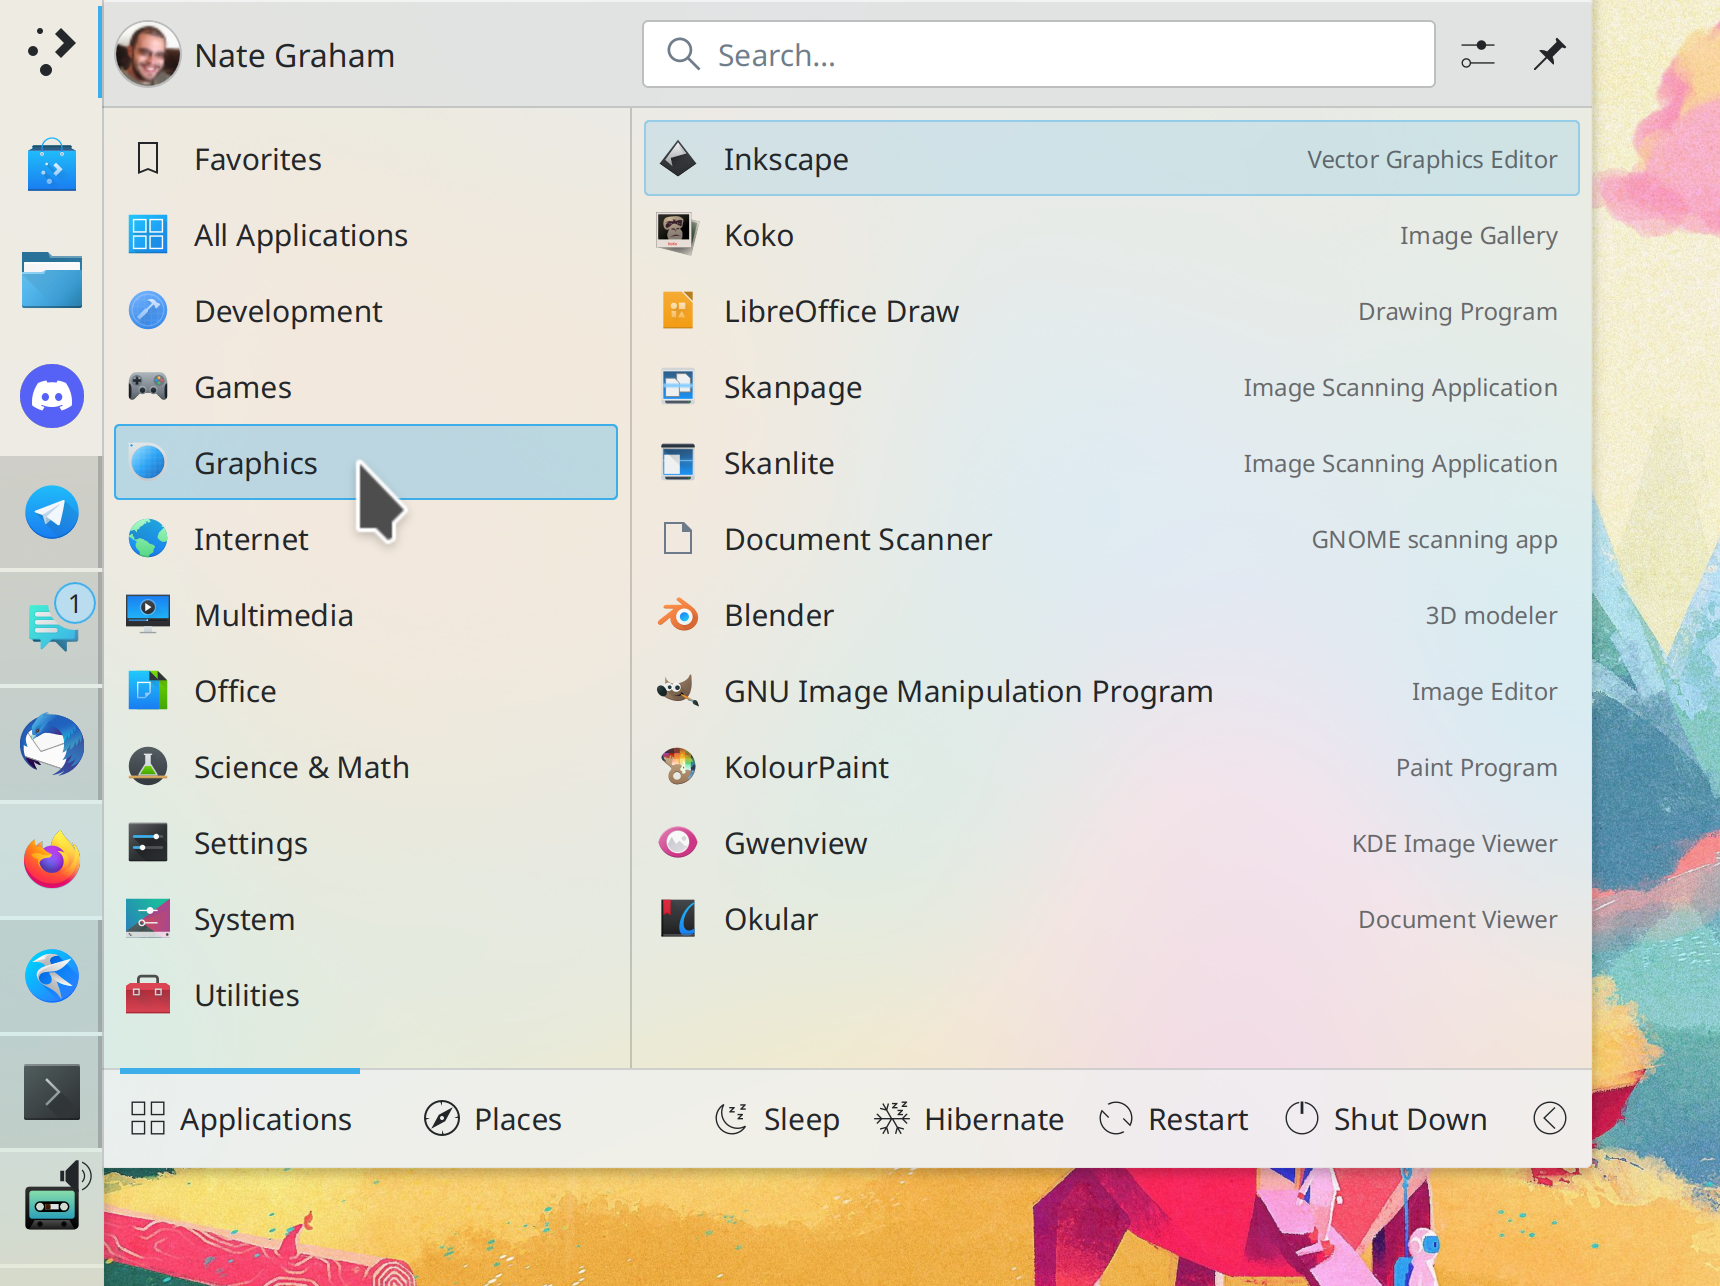 Nate Graham
Search...
Favorites
All Applications
Development
Games
Graphics
Internet
Multimedia
Office
Science & Math
Settings
System
Utilities
Inkscape Vector Graphics Editor
Koko Image Gallery
LibreOffice Draw Drawing Program
Skanpage Image Scanning Application
Skanlite Image Scanning Application
Document Scanner GNOME scanning app
Blender 3D modeler
GNU Image Manipulation Program Image Editor
KolourPaint Paint Program
Gwenview KDE Image Viewer
Okular Document Viewer
1
Applications Places Sleep Hibernate Restart Shut Down